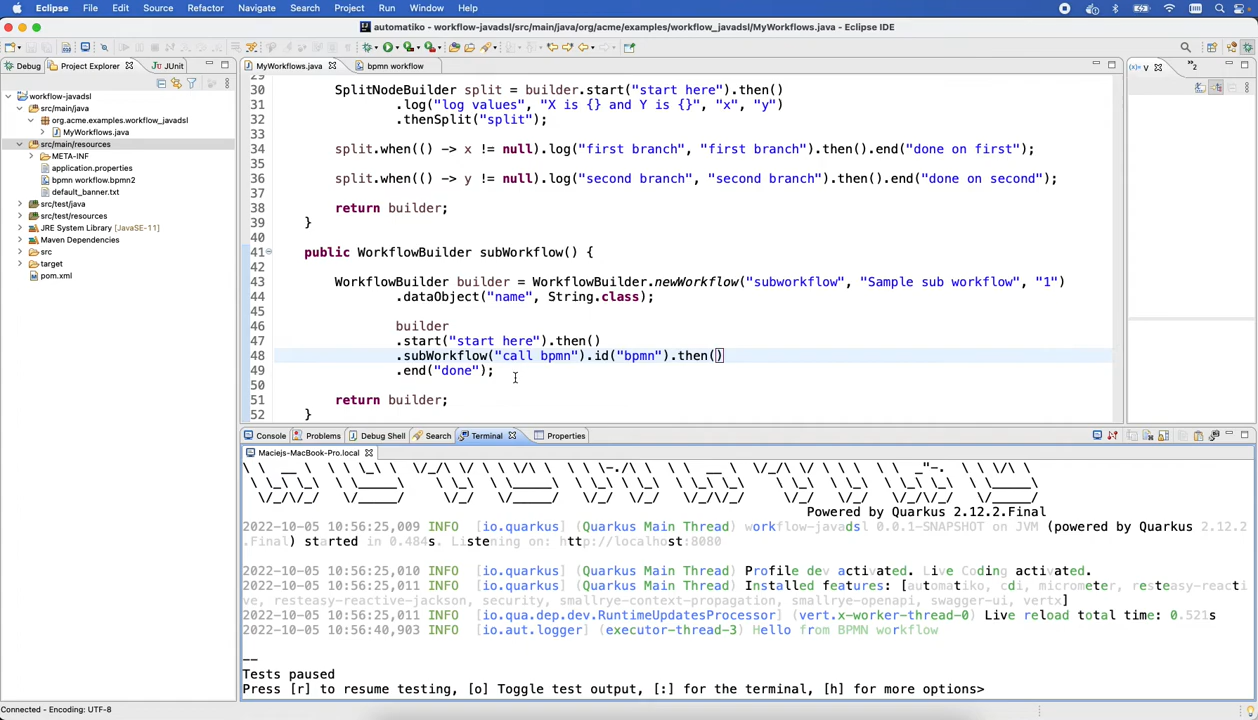 Eclipse File Edit Source Refactor Navigate Search Project Run Window Help
automatiko - workflow-javadsl/src/main/java/org/acme/examples/workflow_javadsl/MyWorkflows.java - Eclipse IDE
Debug Project Explorer JUnit
MyWorkflows.java bpmn workflow
workflow-javadsl
src/main/java
org.acme.examples.workflow_javadsl
MyWorkflows.java
src/main/resources
META-INF
application.properties
bpmn workflow.bpmn2
default_banner.txt
src/test/java
src/test/resources
JRE System Library [JavaSE-11]
Maven Dependencies
src
target
pom.xml
29
30 SplitNodeBuilder split = builder.start("start here").then()
31 .log("log values", "X is {} and Y is {}", "x", "y")
32 .thenSplit("split");
33
34 split.when(() -> x != null).log("first branch", "first branch").then().end("done on first");
35
36 split.when(() -> y != null).log("second branch", "second branch").then().end("done on second");
37
38 return builder;
39 }
40
41 public WorkflowBuilder subWorkflow() {
42
43 WorkflowBuilder builder = WorkflowBuilder.newWorkflow("subworkflow", "Sample sub workflow", "1")
44 .dataObject("name", String.class);
45
46 builder
47 .start("start here").then()
48 .subWorkflow("call bpmn").id("bpmn").then()
49 .end("done");
50
51 return builder;
52 }
(x)= V 2
Console Problems Debug Shell Search Terminal Properties
Maciejs-MacBook-Pro.local
Powered by Quarkus 2.12.2.Final
2022-10-05 10:56:25,009 INFO [io.quarkus] (Quarkus Main Thread) workflow-javadsl 0.0.1-SNAPSHOT on JVM (powered by Quarkus 2.12.2
.Final) started in 0.484s. Listening on: http://localhost:8080
2022-10-05 10:56:25,010 INFO [io.quarkus] (Quarkus Main Thread) Profile dev activated. Live Coding activated.
2022-10-05 10:56:25,011 INFO [io.quarkus] (Quarkus Main Thread) Installed features: [automatiko, cdi, micrometer, resteasy-reacti
ve, resteasy-reactive-jackson, security, smallrye-context-propagation, smallrye-openapi, swagger-ui, vertx]
2022-10-05 10:56:25,011 INFO [io.qua.dep.dev.RuntimeUpdatesProcessor] (vert.x-worker-thread-0) Live reload total time: 0.521s
2022-10-05 10:56:40,903 INFO [io.aut.logger] (executor-thread-3) Hello from BPMN workflow
--
Tests paused
Press [r] to resume testing, [o] Toggle test output, [:] for the terminal, [h] for more options>
Connected - Encoding: UTF-8